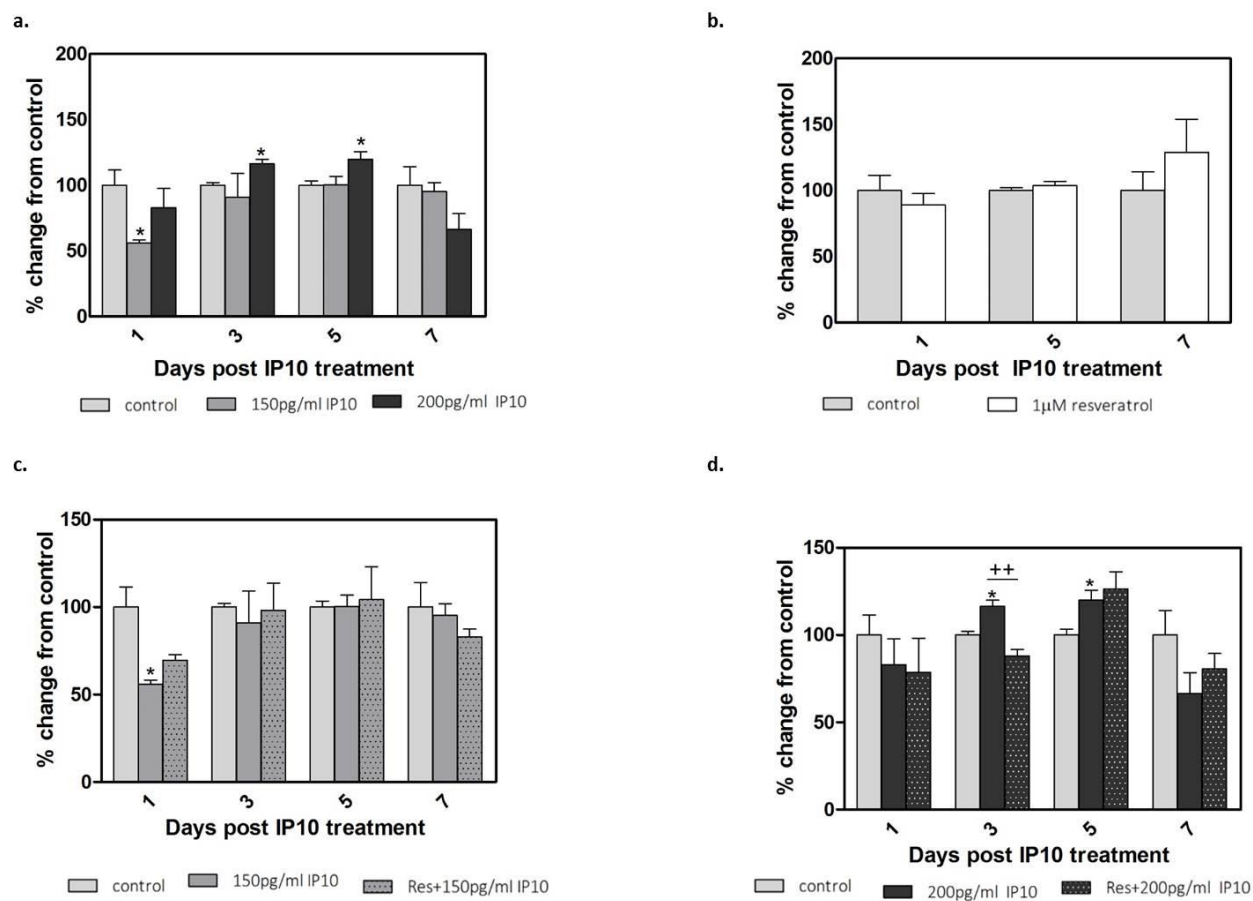 a.
200
150
100
50
0
% change from control
*
*
*
1
3
5
7
Days post IP10 treatment
control
150pg/ml IP10
200pg/ml IP10
b.
200
150
100
50
0
% change from control
1
5
7
Days post IP10 treatment
control
1µM resveratrol
c.
150
100
50
0
% change from control
*
1
3
5
7
Days post IP10 treatment
control
150pg/ml IP10
Res+150pg/ml IP10
d.
150
100
50
0
% change from control
++
*
*
1
3
5
7
Days post IP10 treatment
control
200pg/ml IP10
Res+200pg/ml IP10